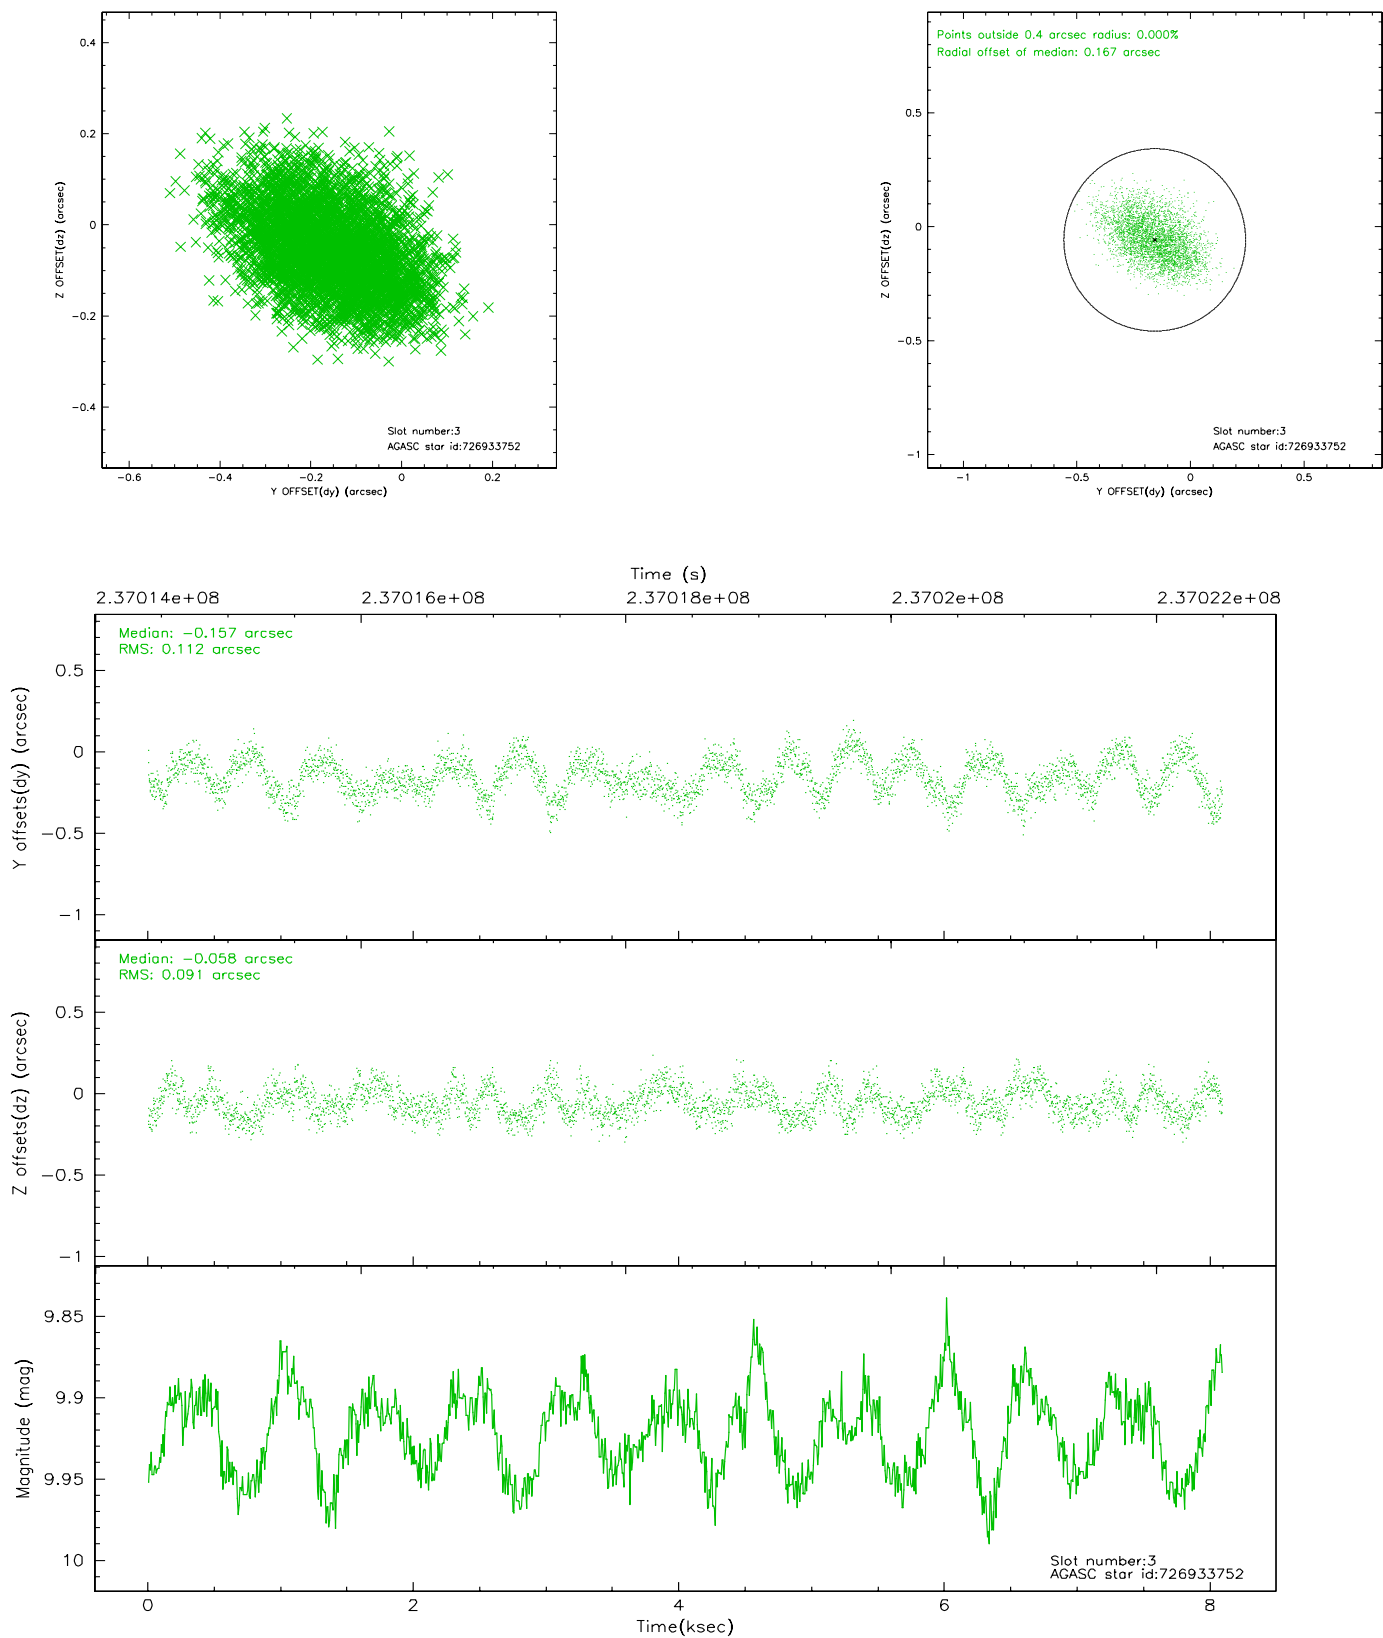 0.4
0.2
0
−0.2
−0.4
Z OFFSET(dz) (arcsec)
Slot number:3
AGASC star id:726933752
−0.6 −0.4 −0.2 0 0.2
Y OFFSET(dy) (arcsec)
Points outside 0.4 arcsec radius: 0.000%
Radial offset of median: 0.167 arcsec
0.5
0
−0.5
−1
Z OFFSET(dz) (arcsec)
Slot number:3
AGASC star id:726933752
−1 −0.5 0 0.5
Y OFFSET(dy) (arcsec)
Time (s)
2.37014e+08 2.37016e+08 2.37018e+08 2.3702e+08 2.37022e+08
Median: −0.157 arcsec
RMS: 0.112 arcsec
0.5
0
−0.5
−1
Y offsets(dy) (arcsec)
Median: −0.058 arcsec
RMS: 0.091 arcsec
0.5
0
−0.5
−1
Z offsets(dz) (arcsec)
9.85
9.9
9.95
10
Magnitude (mag)
Slot number:3
AGASC star id:726933752
0 2 4 6 8
Time(ksec)